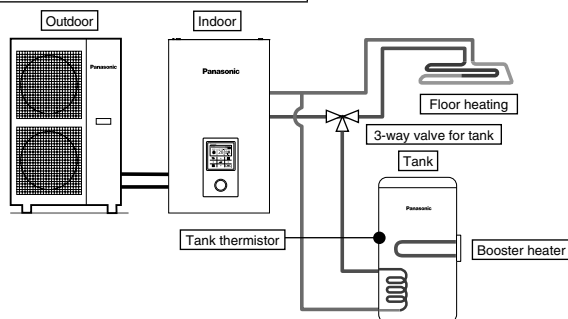 Outdoor
Indoor
Panasonic
Panasonic
Floor heating
3-way valve for tank
Tank
Panasonic
Tank thermistor
Booster heater